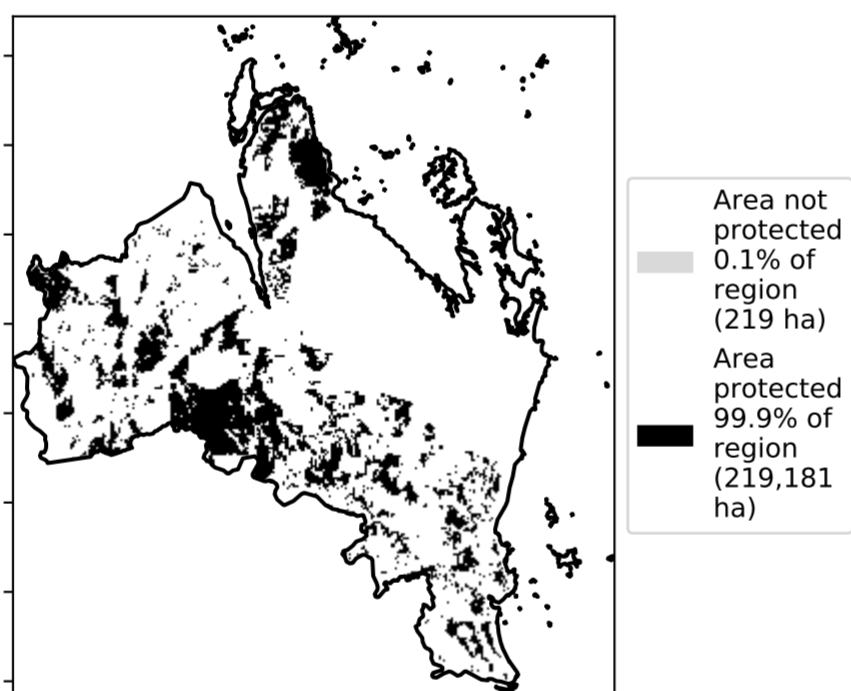 Area not
protected
0.1% of
region
(219 ha)
Area
protected
99.9% of
region
(219,181
ha)